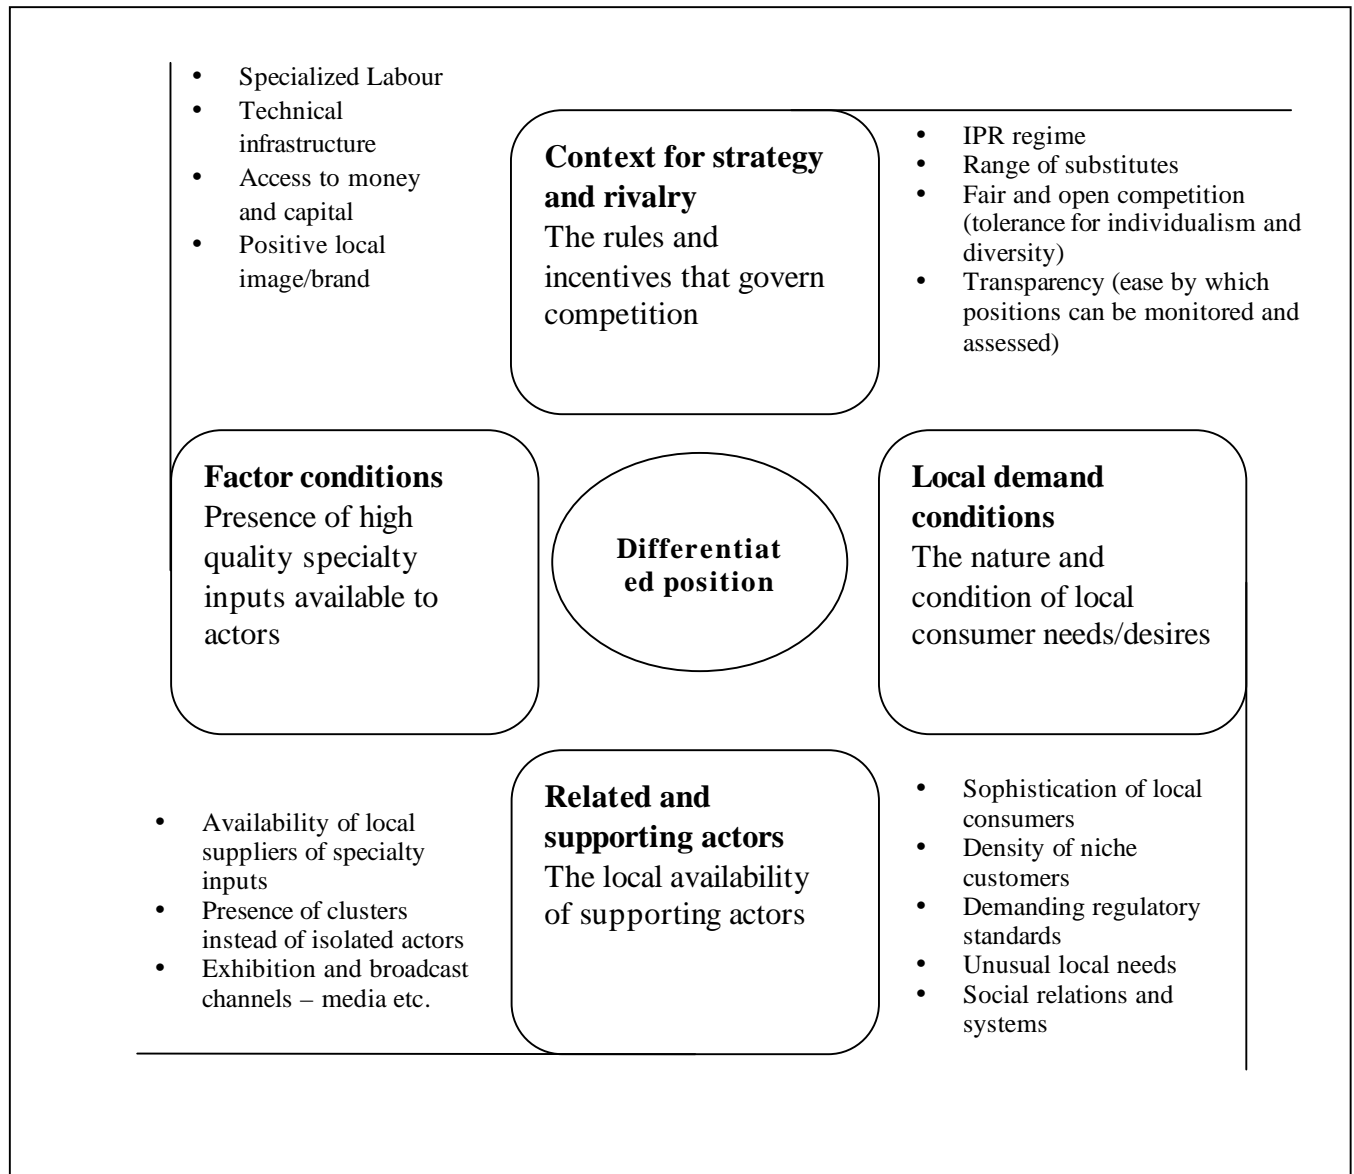 • Specialized Labour
• Technical
infrastructure
• Access to money
and capital
• Positive local
image/brand
Context for strategy
and rivalry
The rules and
incentives that govern
competition
• IPR regime
• Range of substitutes
• Fair and open competition
(tolerance for individualism and
diversity)
• Transparency (ease by which
positions can be monitored and
assessed)
Factor conditions
Presence of high
quality specialty
inputs available to
actors
Differentiat
ed position
Local demand
conditions
The nature and
condition of local
consumer needs/desires
• Availability of local
suppliers of specialty
inputs
• Presence of clusters
instead of isolated actors
• Exhibition and broadcast
channels – media etc.
Related and
supporting actors
The local availability
of supporting actors
• Sophistication of local
consumers
• Density of niche
customers
• Demanding regulatory
standards
• Unusual local needs
• Social relations and
systems